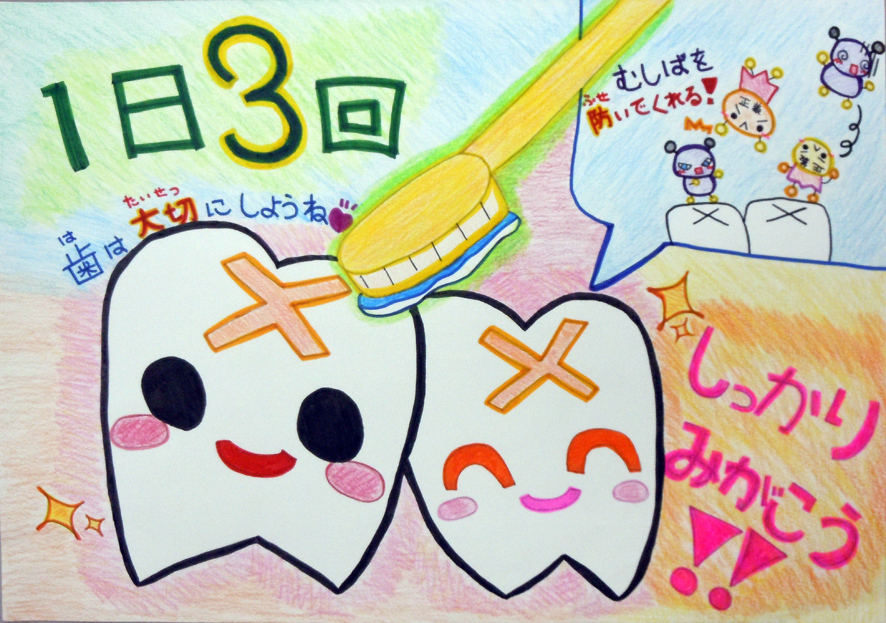 1日3回
歯は大切にしようね
は
たいせつ
むしばを
防いでくれる!
ふせ
しっかり
みがこう
!!